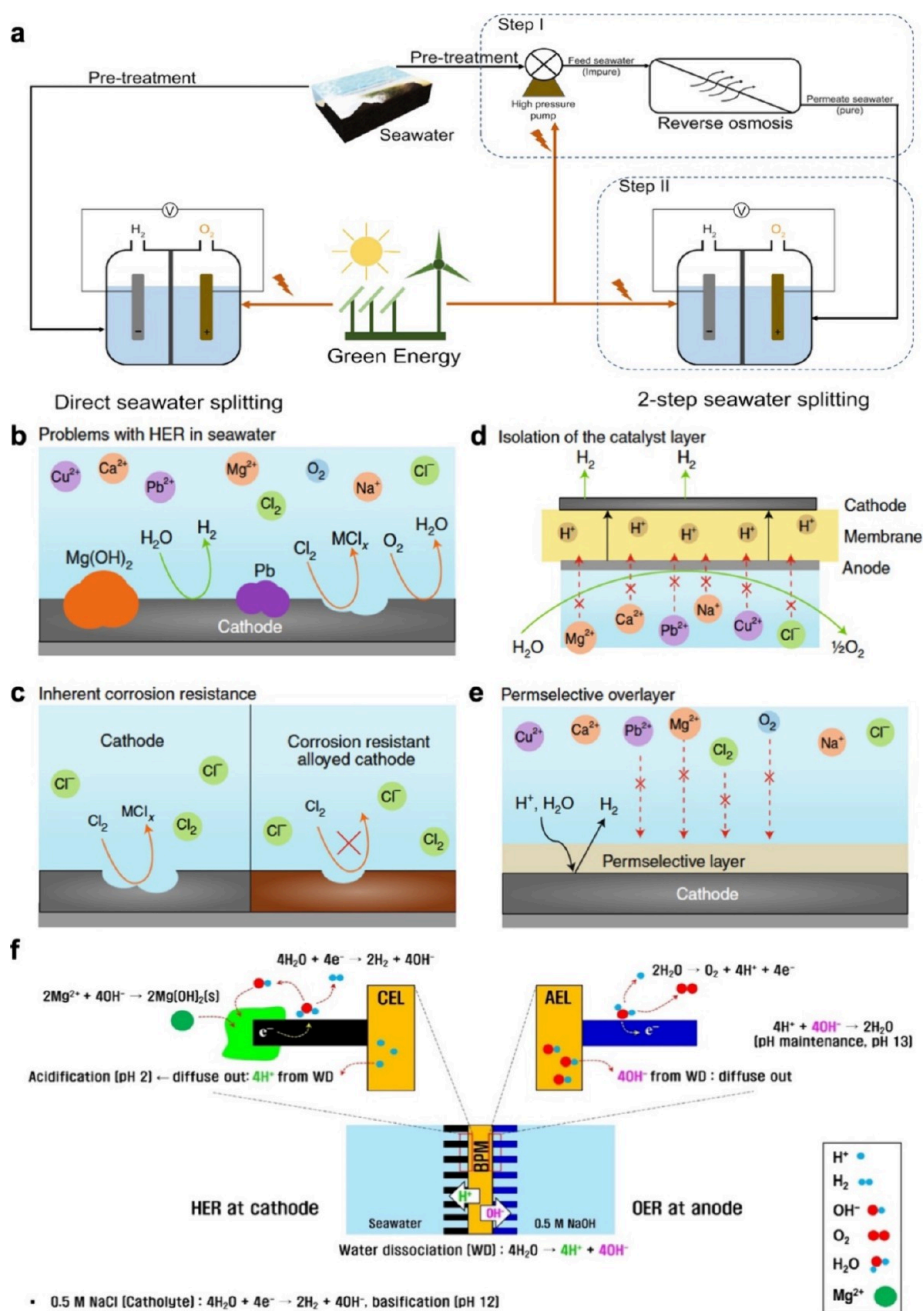 a
Step I
Pre-treatment
Pre-treatment
Feed seawater
(Impure)
Permeate seawater
(pure)
High pressure
pump
Reverse osmosis
Seawater
Step II
V
H2
O2
−
+
V
H2
O2
−
+
Green Energy
Direct seawater splitting
2-step seawater splitting
b Problems with HER in seawater
Cu2+
Ca2+
Pb2+
Mg2+
O2
Cl−
Cl2
Na+
Mg(OH)2
H2O
H2
Pb
Cl2
MClx
O2
H2O
Cathode
d Isolation of the catalyst layer
H2
H2
Cathode
H+
H+
H+
H+
H+
Membrane
Anode
H2O
Mg2+
Ca2+
Pb2+
Na+
Cu2+
Cl−
½O2
c Inherent corrosion resistance
Cathode
Cl−
Cl−
Cl2
MClx
Cl2
Corrosion resistant
alloyed cathode
Cl−
Cl2
Cl−
Cl2
e Permselective overlayer
Cu2+
Ca2+
Pb2+
Mg2+
Cl2
O2
Na+
Cl−
H+, H2O
H2
Permselective layer
Cathode
f
4H2O + 4e− → 2H2 + 4OH−
2Mg2+ + 4OH− → 2Mg(OH)2(s)
CEL
e−
Acidification (pH 2) ← diffuse out: 4H+ from WD
2H2O → O2 + 4H+ + 4e−
AEL
e−
4H+ + 4OH− → 2H2O
(pH maintenance, pH 13)
4OH− from WD : diffuse out
BPM
H+
OH−
HER at cathode
Seawater
0.5 M NaOH
OER at anode
Water dissociation (WD) : 4H2O → 4H+ + 4OH−
H+
H2
OH−
O2
H2O
Mg2+
▪ 0.5 M NaCl (Catholyte) : 4H2O + 4e− → 2H2 + 4OH−, basification (pH 12)